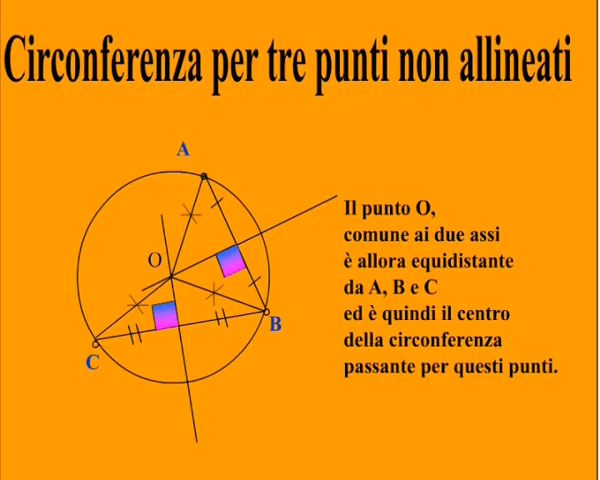 Circonferenza per tre punti non allineati
A
Il punto O,
comune ai due assi
O
è allora equidistante
da A, B e C
ed è quindi il centro
B
della circonferenza
C
passante per questi punti.